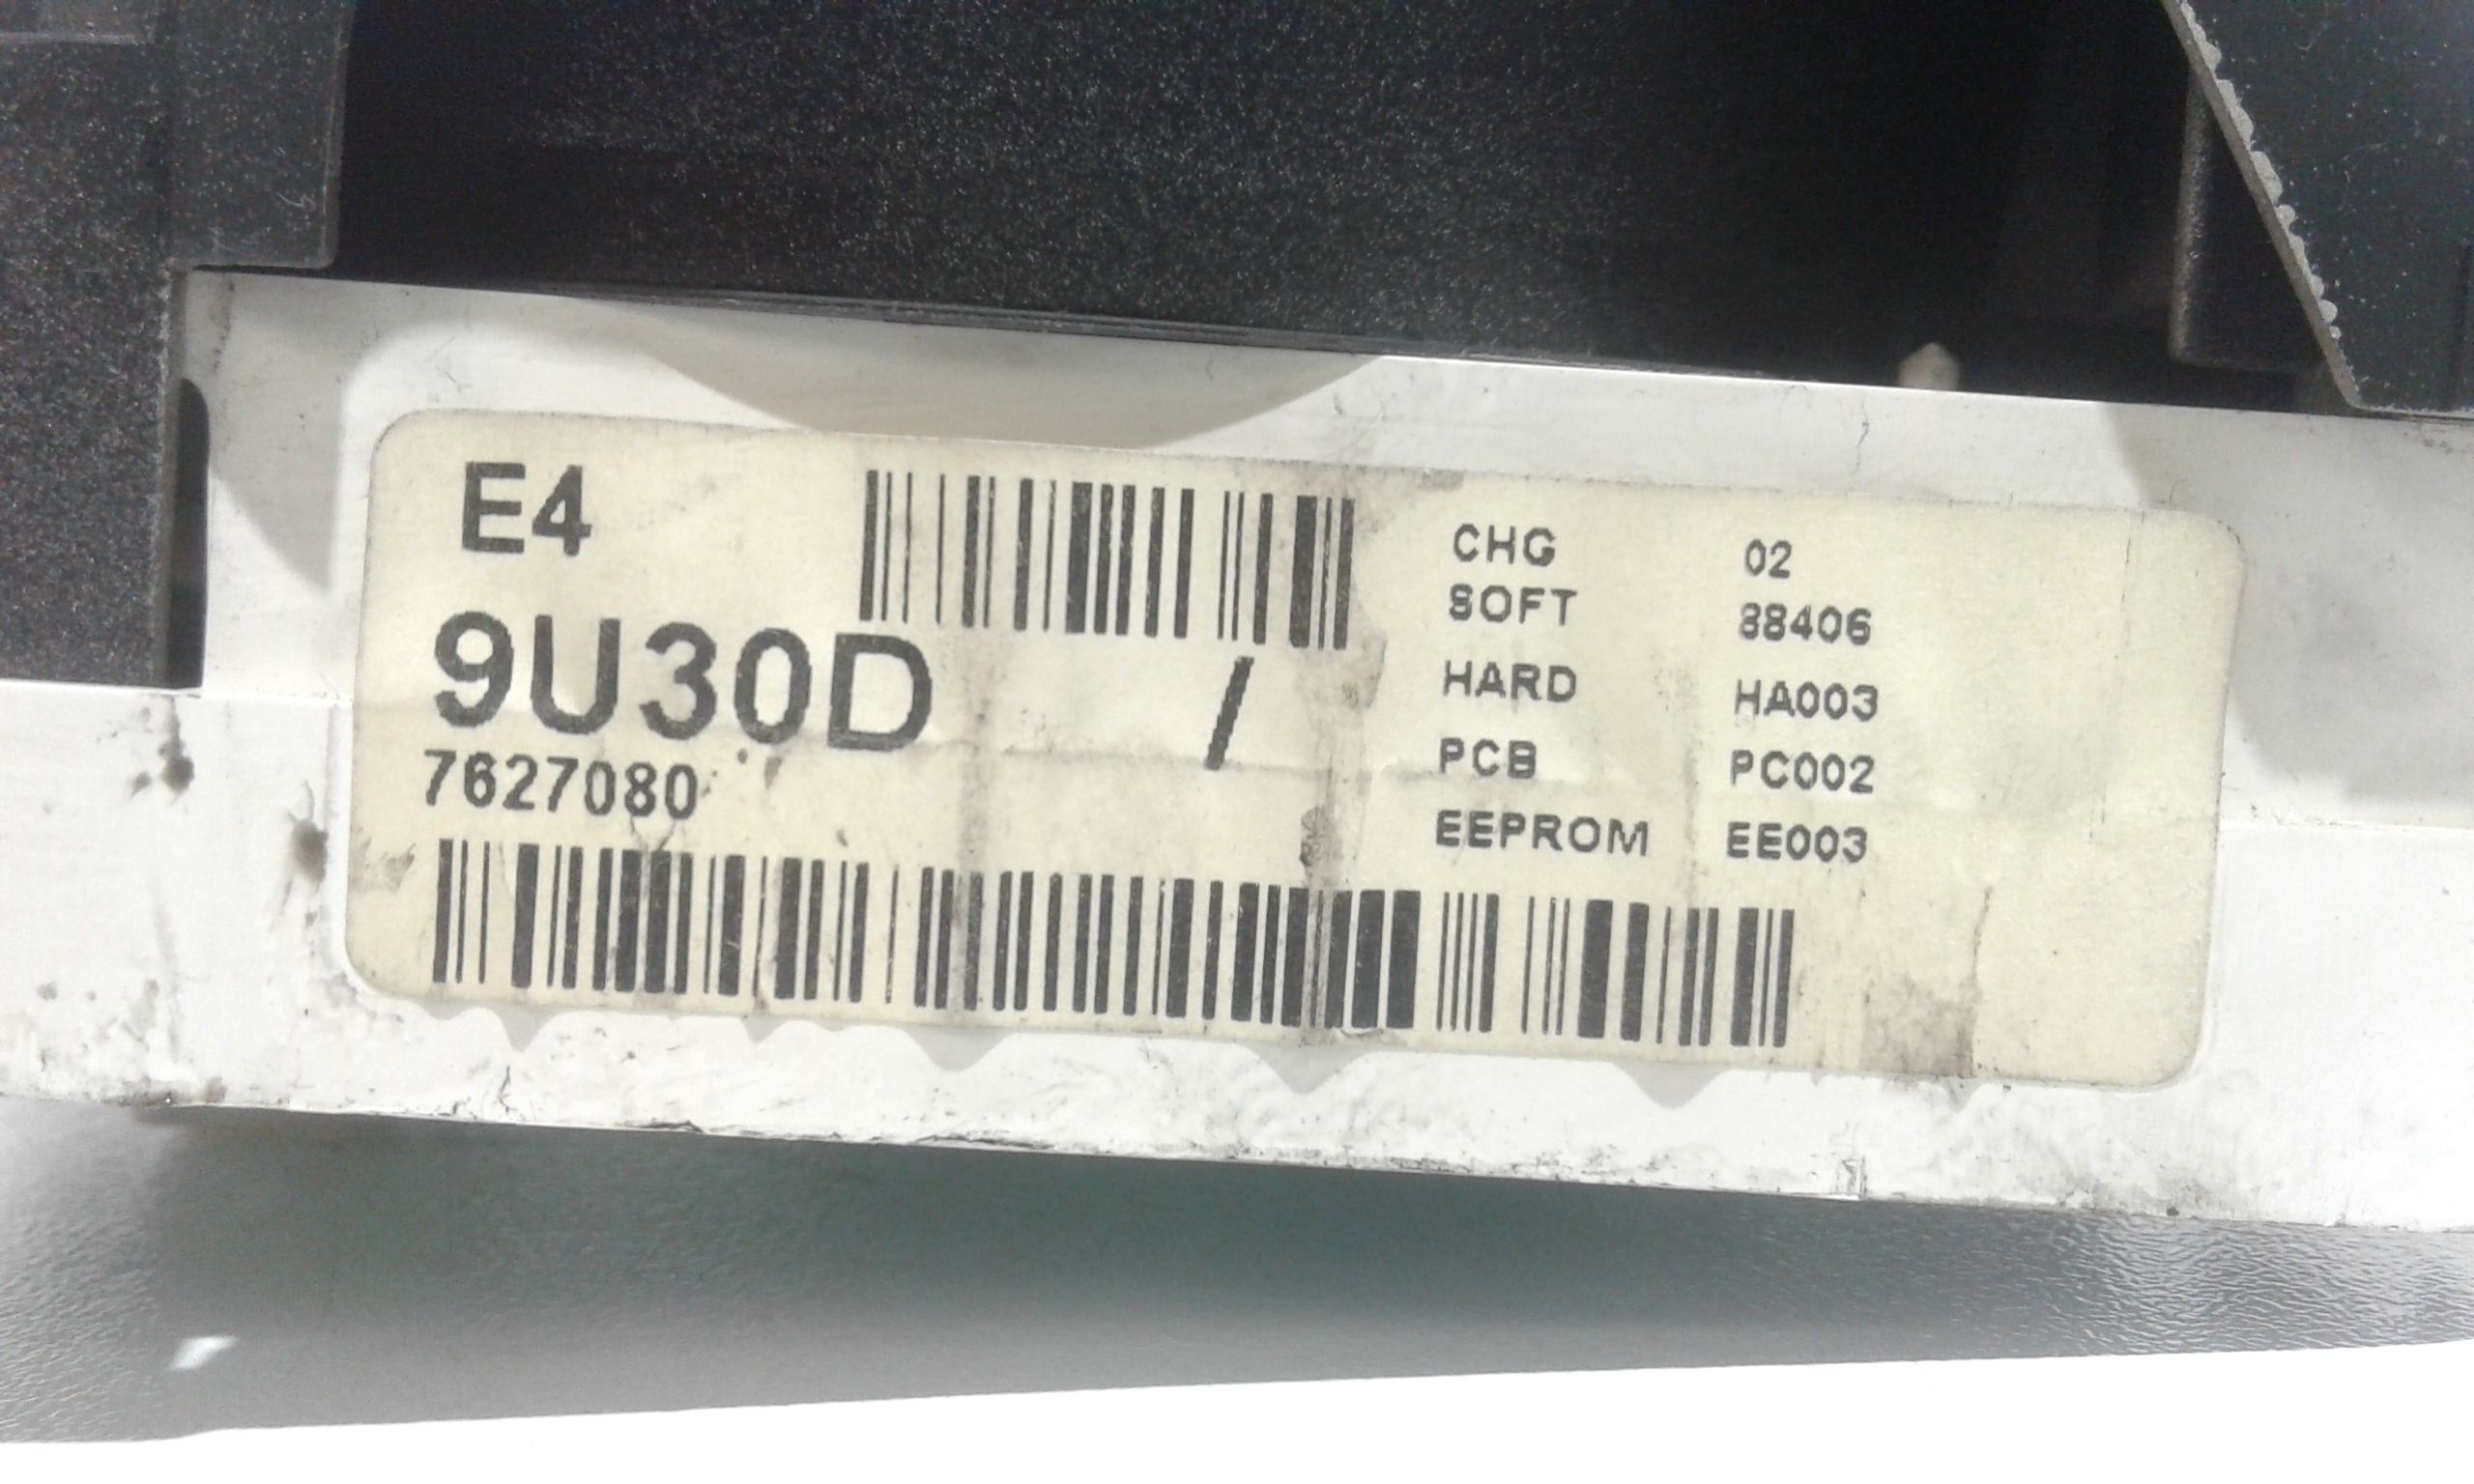 E4
9U30D /
7627080
CHG 02
SOFT 88406
HARD HA003
PCB PC002
EEPROM EE003